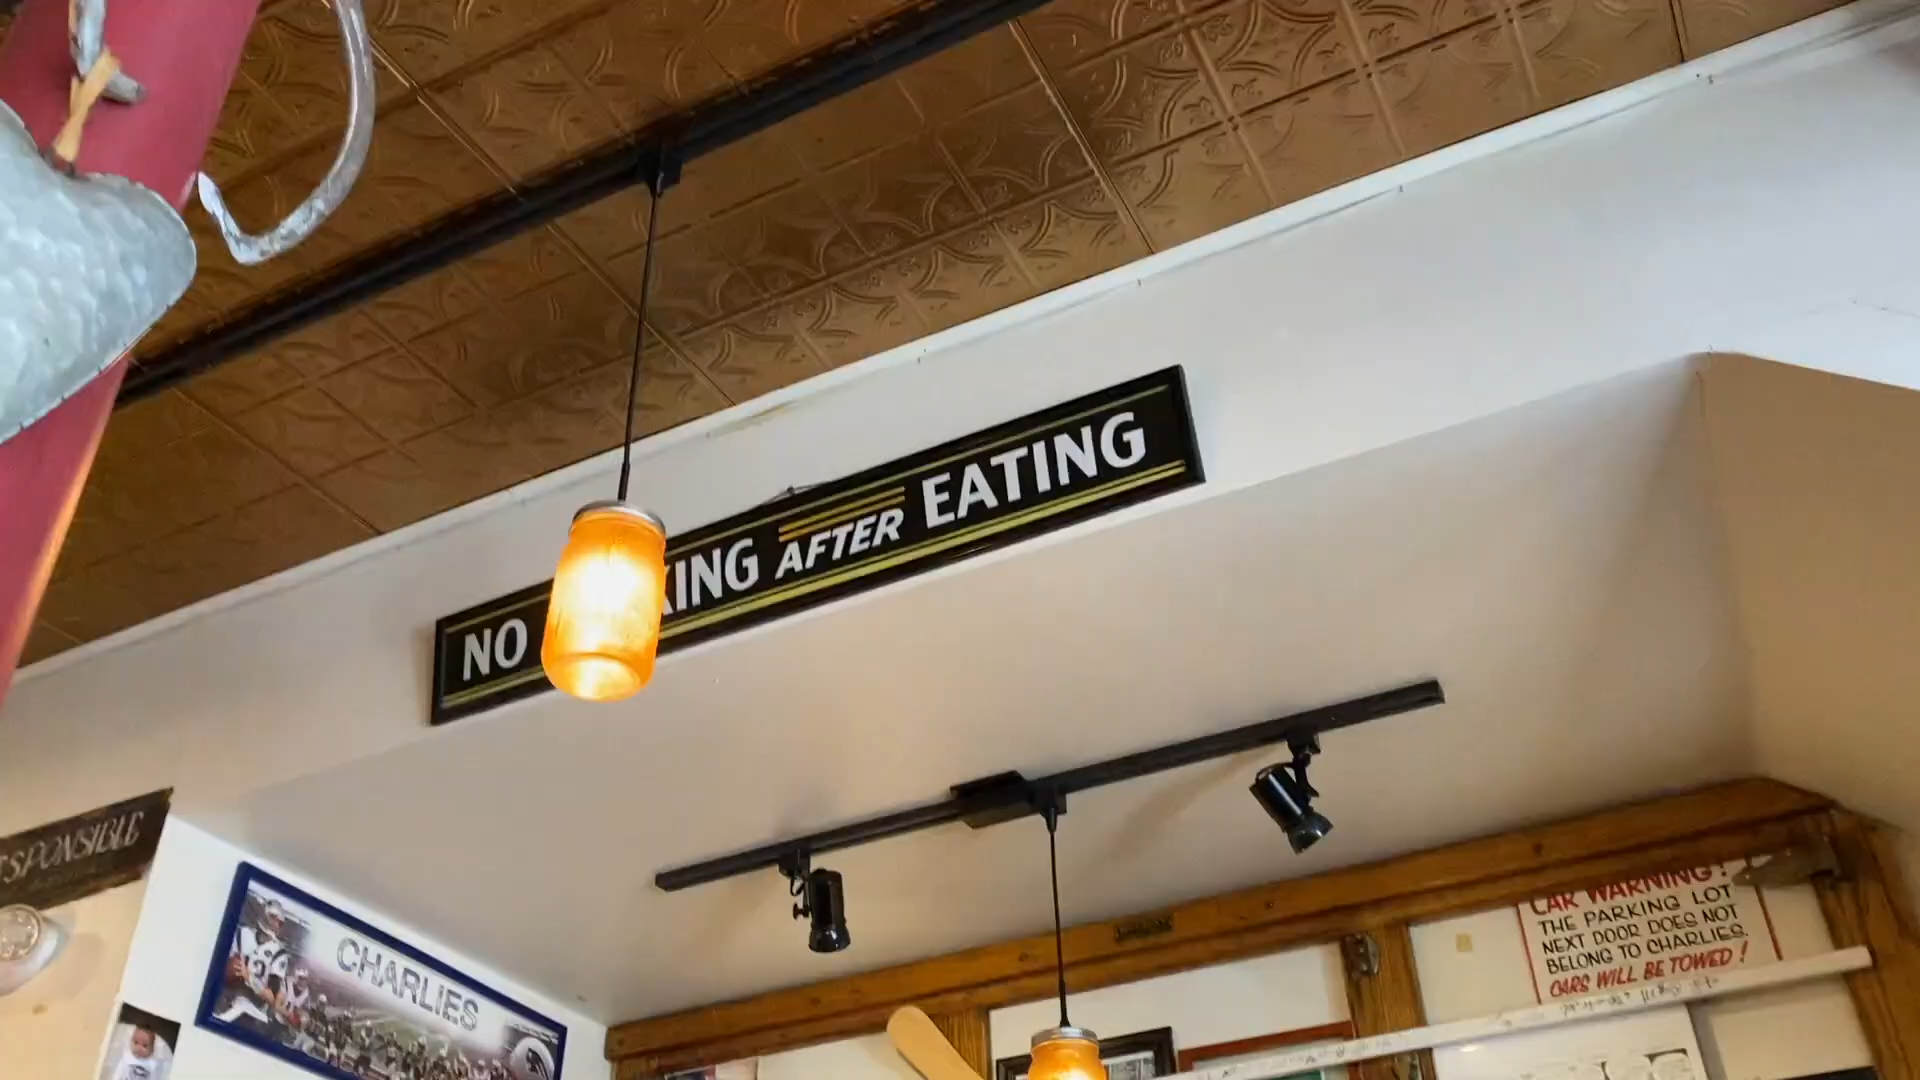 NO KING AFTER EATING
SPONSIBLE
CHARLIES
CAR WARNING!
THE PARKING LOT
NEXT DOOR DOES NOT
BELONG TO CHARLIES.
CARS WILL BE TOWED!